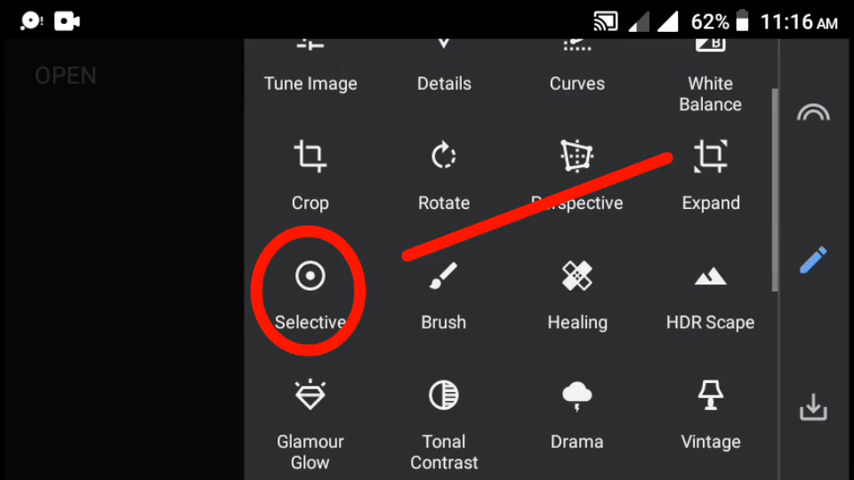 62% 11:16 AM
OPEN
Tune Image
Details
Curves
White
Balance
Crop
Rotate
Perspective
Expand
Selective
Brush
Healing
HDR Scape
Glamour
Glow
Tonal
Contrast
Drama
Vintage